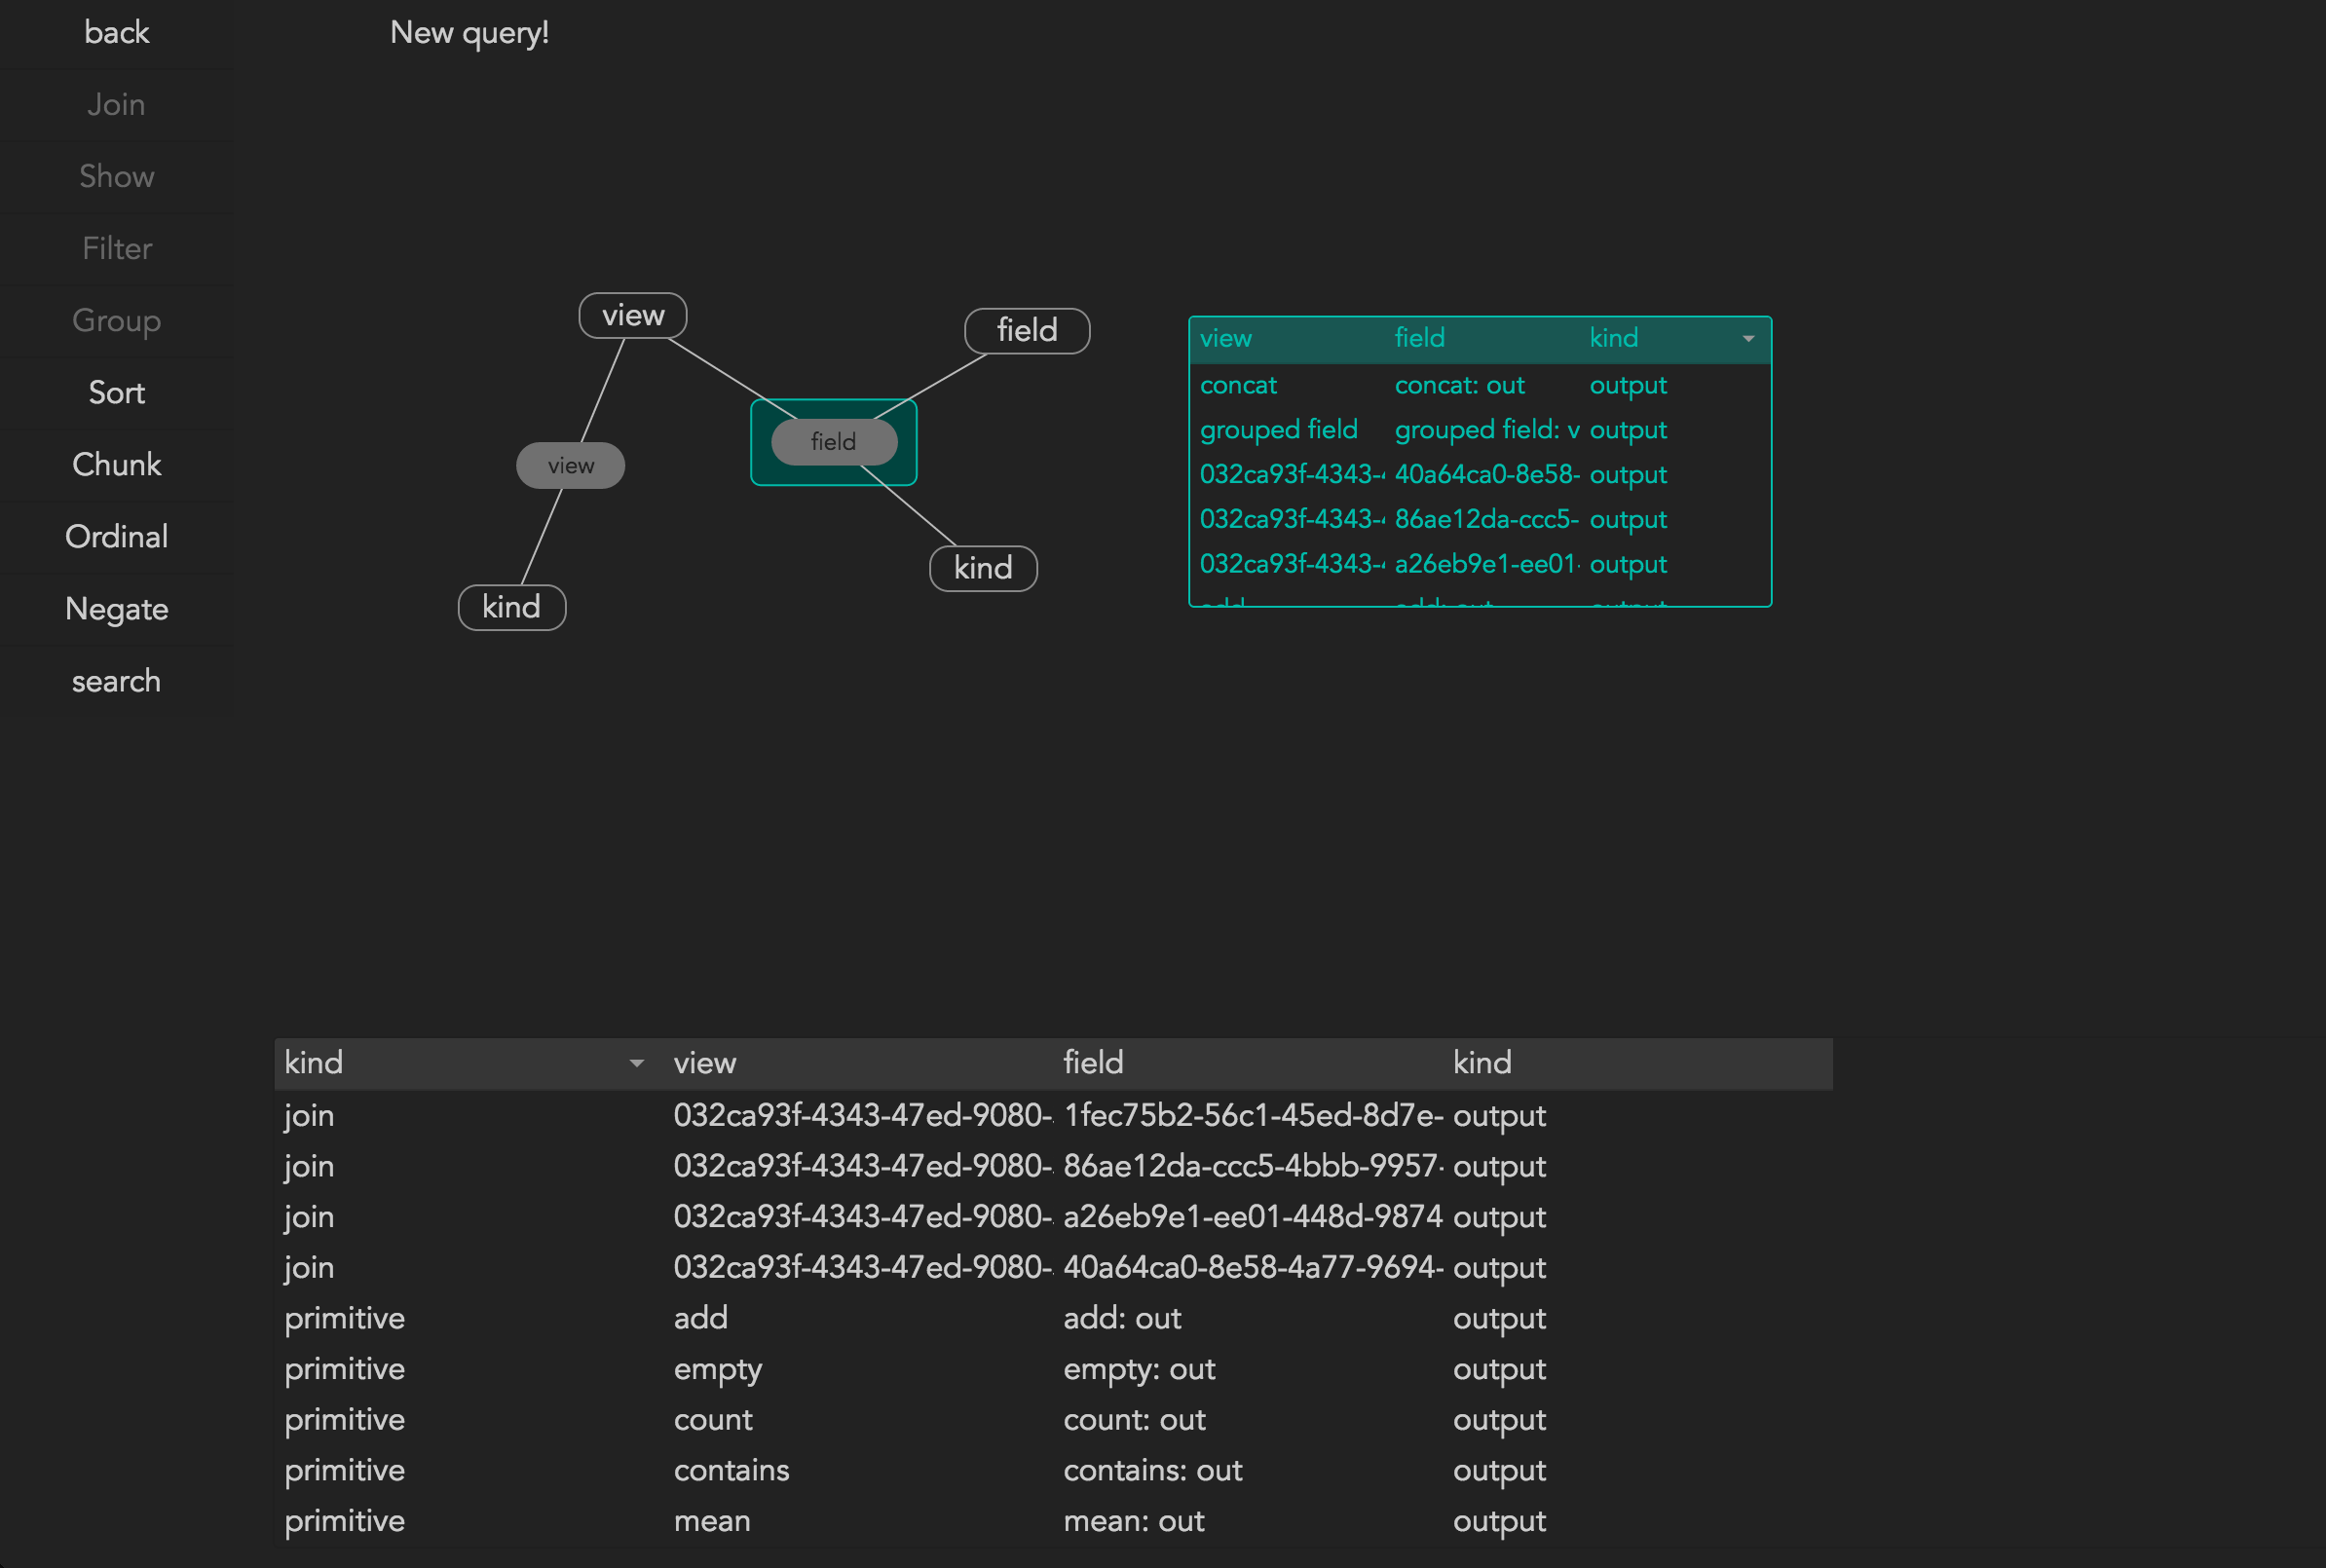 back
Join
Show
Filter
Group
Sort
Chunk
Ordinal
Negate
search
New query!
view
field
view
field
kind
kind
view field kind
concat concat: out output
grouped field grouped field: v output
032ca93f-4343- 40a64ca0-8e58- output
032ca93f-4343- 86ae12da-ccc5- output
032ca93f-4343- a26eb9e1-ee01- output
kind view field kind
join 032ca93f-4343-47ed-9080- 1fec75b2-56c1-45ed-8d7e- output
join 032ca93f-4343-47ed-9080- 86ae12da-ccc5-4bbb-9957- output
join 032ca93f-4343-47ed-9080- a26eb9e1-ee01-448d-9874 output
join 032ca93f-4343-47ed-9080- 40a64ca0-8e58-4a77-9694- output
primitive add add: out output
primitive empty empty: out output
primitive count count: out output
primitive contains contains: out output
primitive mean mean: out output